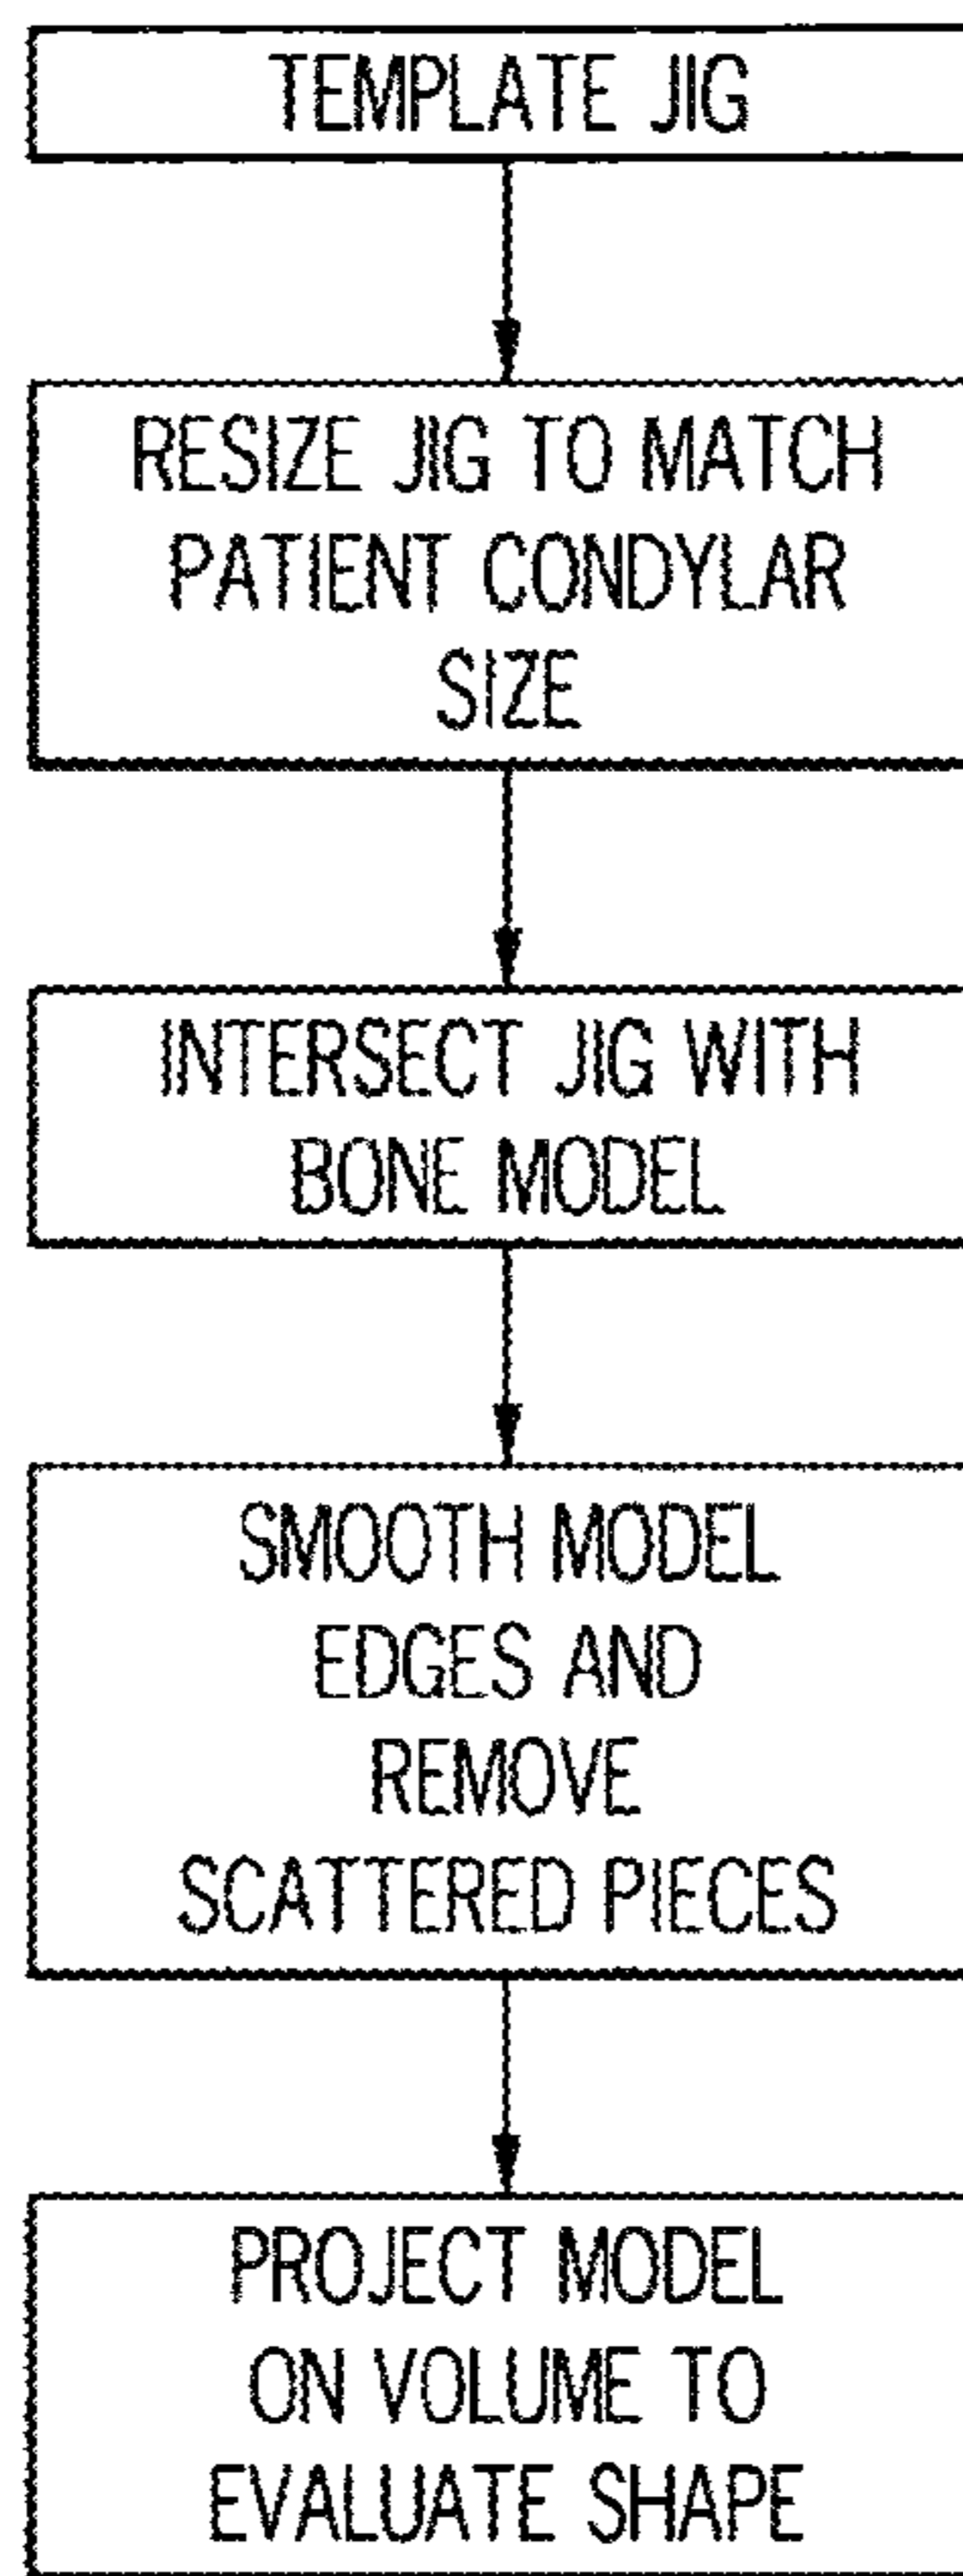 TEMPLATE JIG
RESIZE JIG TO MATCH
PATIENT CONDYLAR
SIZE
INTERSECT JIG WITH
BONE MODEL
SMOOTH MODEL
EDGES AND
REMOVE
SCATTERED PIECES
PROJECT MODEL
ON VOLUME TO
EVALUATE SHAPE